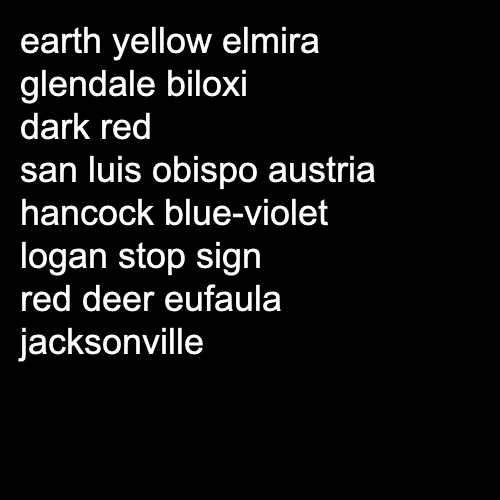 earth yellow elmira
glendale biloxi
dark red
san luis obispo austria
hancock blue-violet
logan stop sign
red deer eufaula
jacksonville